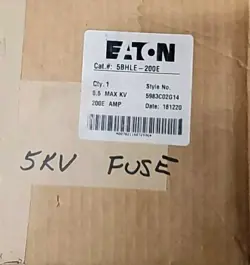 EATON
Cat.#: 5BHLE-200E
Qty. 1 Style No.
5.5 MAX KV 5983C02G14
200E AMP Date: 181220
5KV FUSE